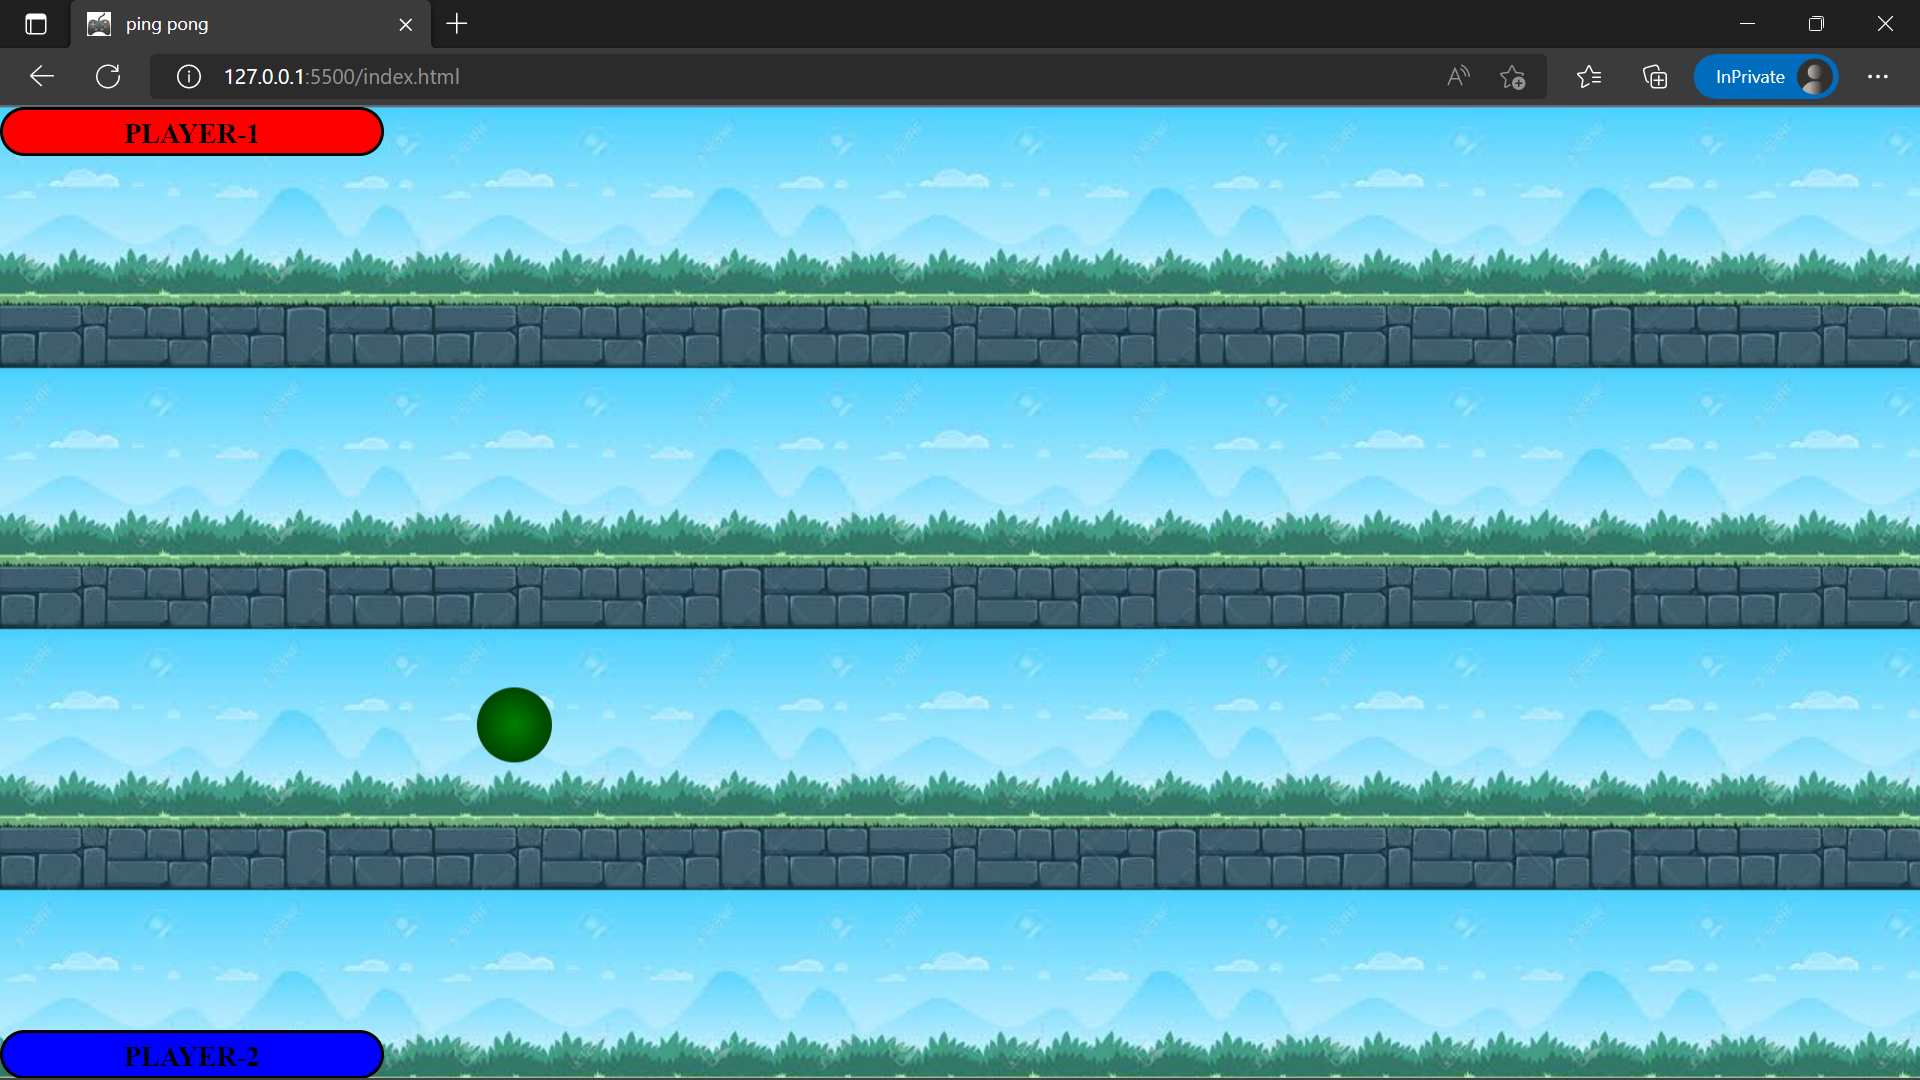 ping pong
127.0.0.1:5500/index.html
InPrivate
PLAYER-1
PLAYER-2